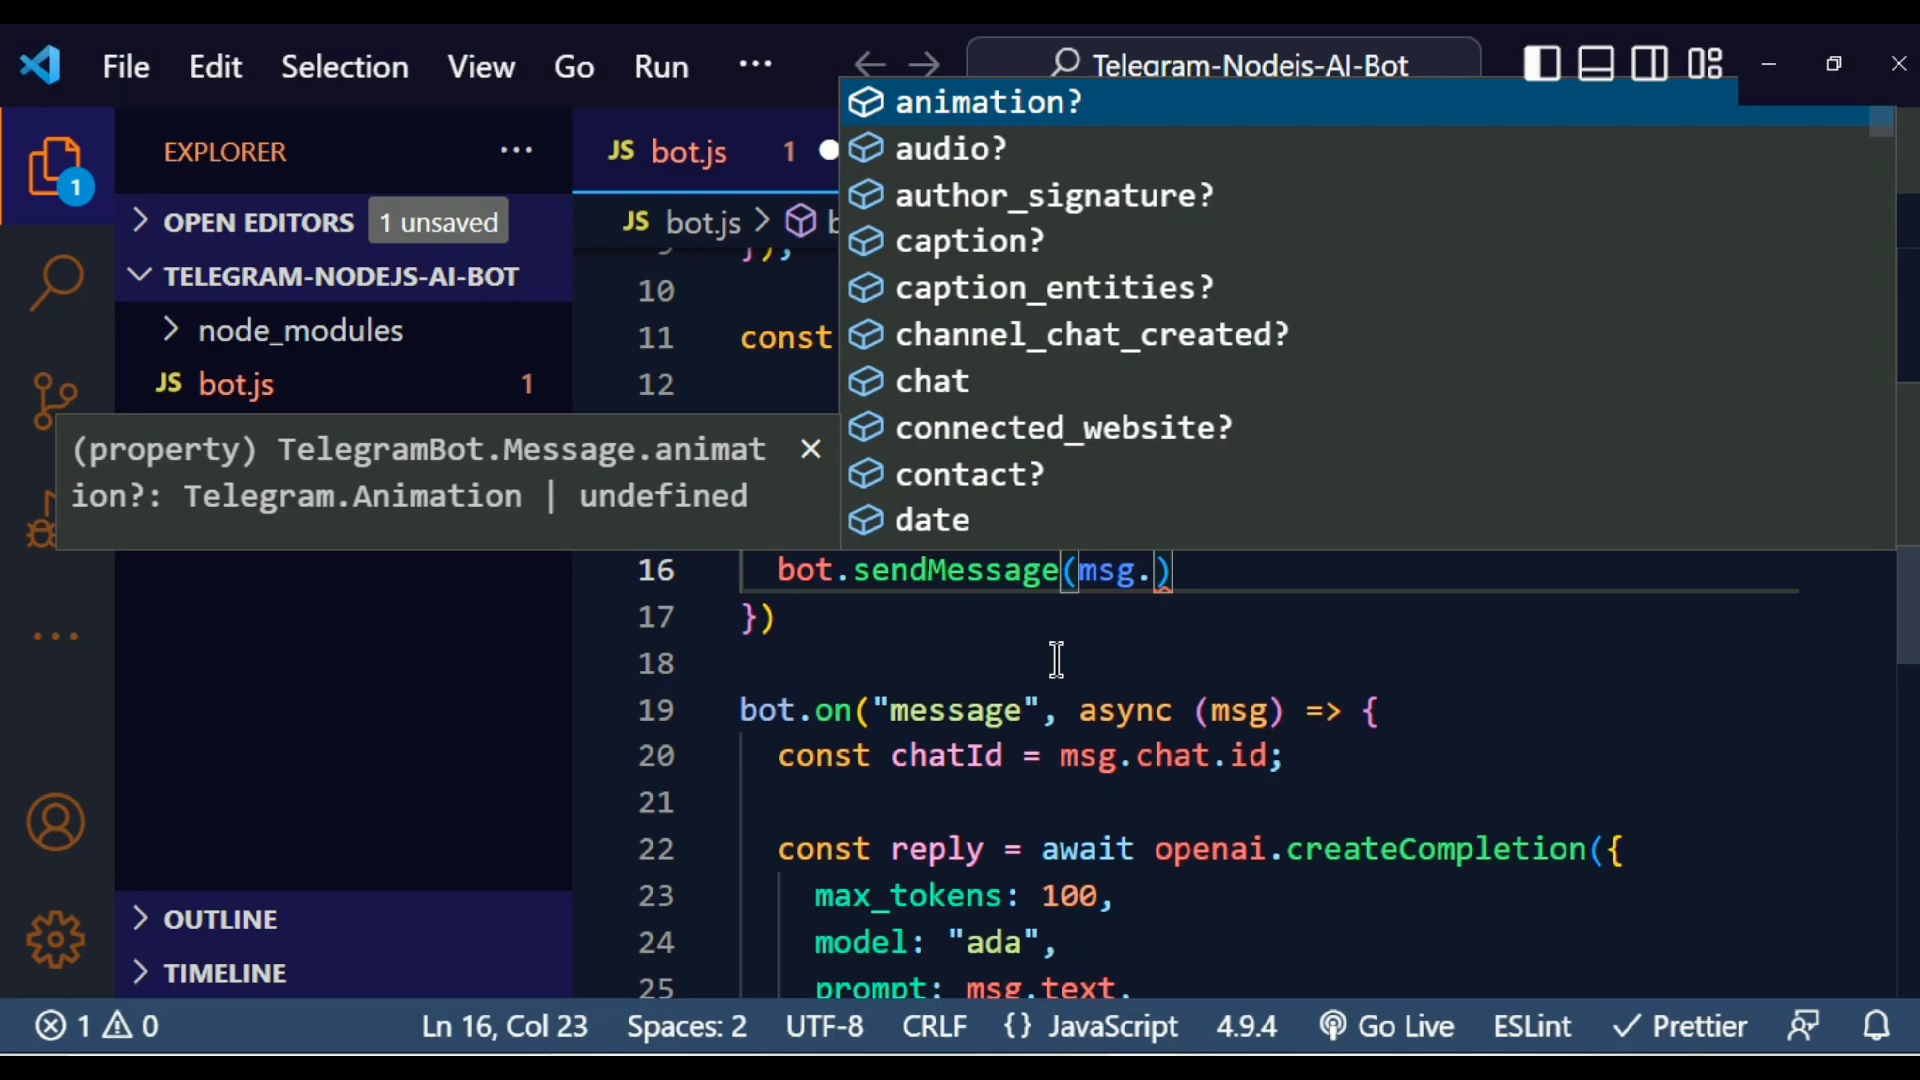 File Edit Selection View Go Run ···
Telegram-Nodejs-AI-Bot
EXPLORER ···
OPEN EDITORS 1 unsaved
TELEGRAM-NODEJS-AI-BOT
node_modules
JS bot.js 1
1
JS bot.js 1
JS bot.js >
animation?
audio?
author_signature?
caption?
caption_entities?
channel_chat_created?
chat
connected_website?
contact?
date
(property) TelegramBot.Message.animat
ion?: Telegram.Animation | undefined
10
11 const
12
16 bot.sendMessage(msg.)
17 })
18
19 bot.on("message", async (msg) => {
20 const chatId = msg.chat.id;
21
22 const reply = await openai.createCompletion({
23 max_tokens: 100,
24 model: "ada",
25 prompt: msg.text,
OUTLINE
TIMELINE
1 0 Ln 16, Col 23 Spaces: 2 UTF-8 CRLF {} JavaScript 4.9.4 Go Live ESLint Prettier